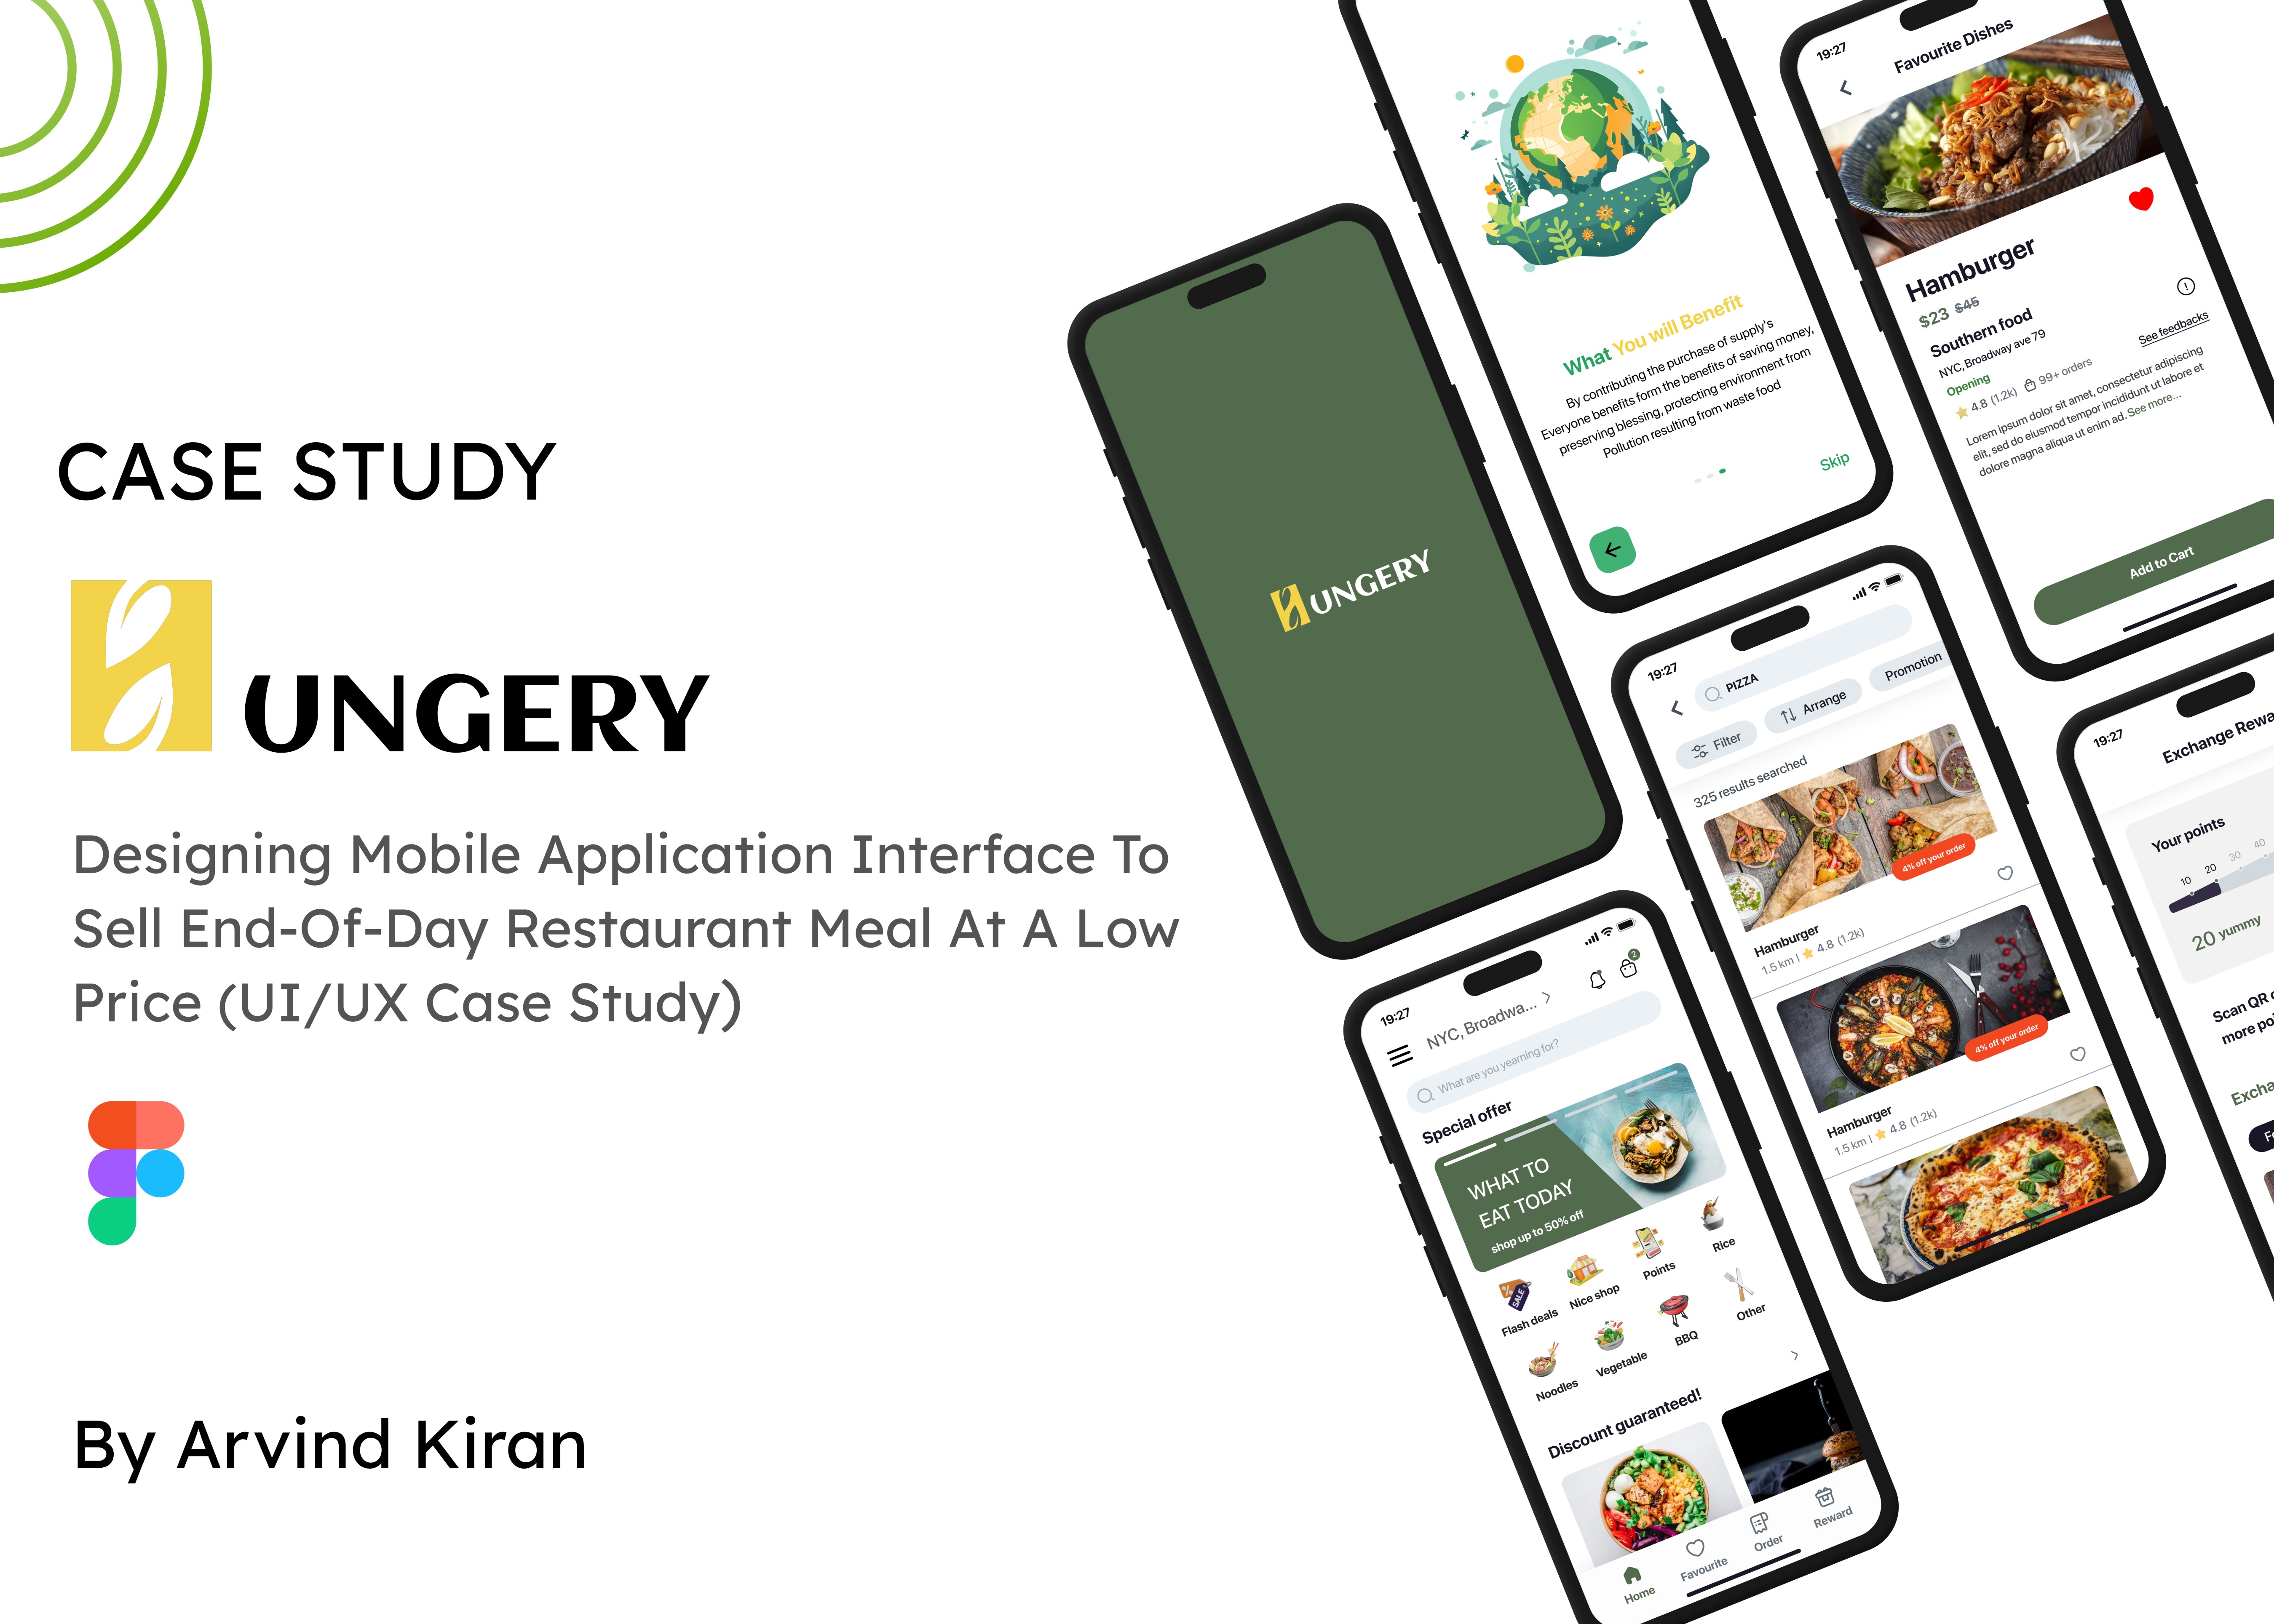 CASE STUDY
UNGERY
Designing Mobile Application Interface To
Sell End-Of-Day Restaurant Meal At A Low
Price (UI/UX Case Study)
By Arvind Kiran
UNGERY
What You will Benefit
By contributing the purchase of supply's
Everyone benefits form the benefits of saving money,
preserving blessing, protecting environment from
Pollution resulting from waste food
Skip
19:27
Favourite Dishes
Hamburger
$23 $45
Southern food
NYC, Broadway ave 79
Opening
See feedbacks
4.8 (1.2k) 99+ orders
Lorem ipsum dolor sit amet, consectetur adipiscing
elit, sed do eiusmod tempor incididunt ut labore et
dolore magna aliqua ut enim ad. See more...
Add to Cart
19:27
PIZZA
Filter
Arrange
Promotion
325 results searched
4% off your order
Hamburger
1.5 km | 4.8 (1.2k)
4% off your order
Hamburger
1.5 km | 4.8 (1.2k)
19:27
NYC, Broadwa...
2
What are you yearning for?
Special offer
WHAT TO
EAT TODAY
shop up to 50% off
SALE
Flash deals
Nice shop
Points
Rice
Noodles
Vegetable
BBQ
Other
Discount guaranteed!
Home
Favourite
Order
Reward
19:27
Exchange Rewa
Your points
10 20 30 40
20 yummy
Scan QR
more po
Excha